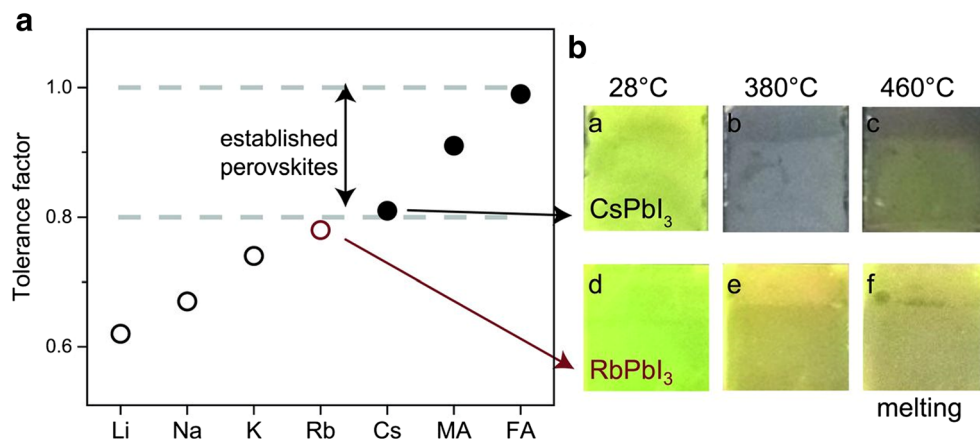 a
Tolerance factor
1.0
0.8
0.6
established
perovskites
Li Na K Rb Cs MA FA
b
28°C 380°C 460°C
a b c
CsPbI₃
d e f
RbPbI₃
melting